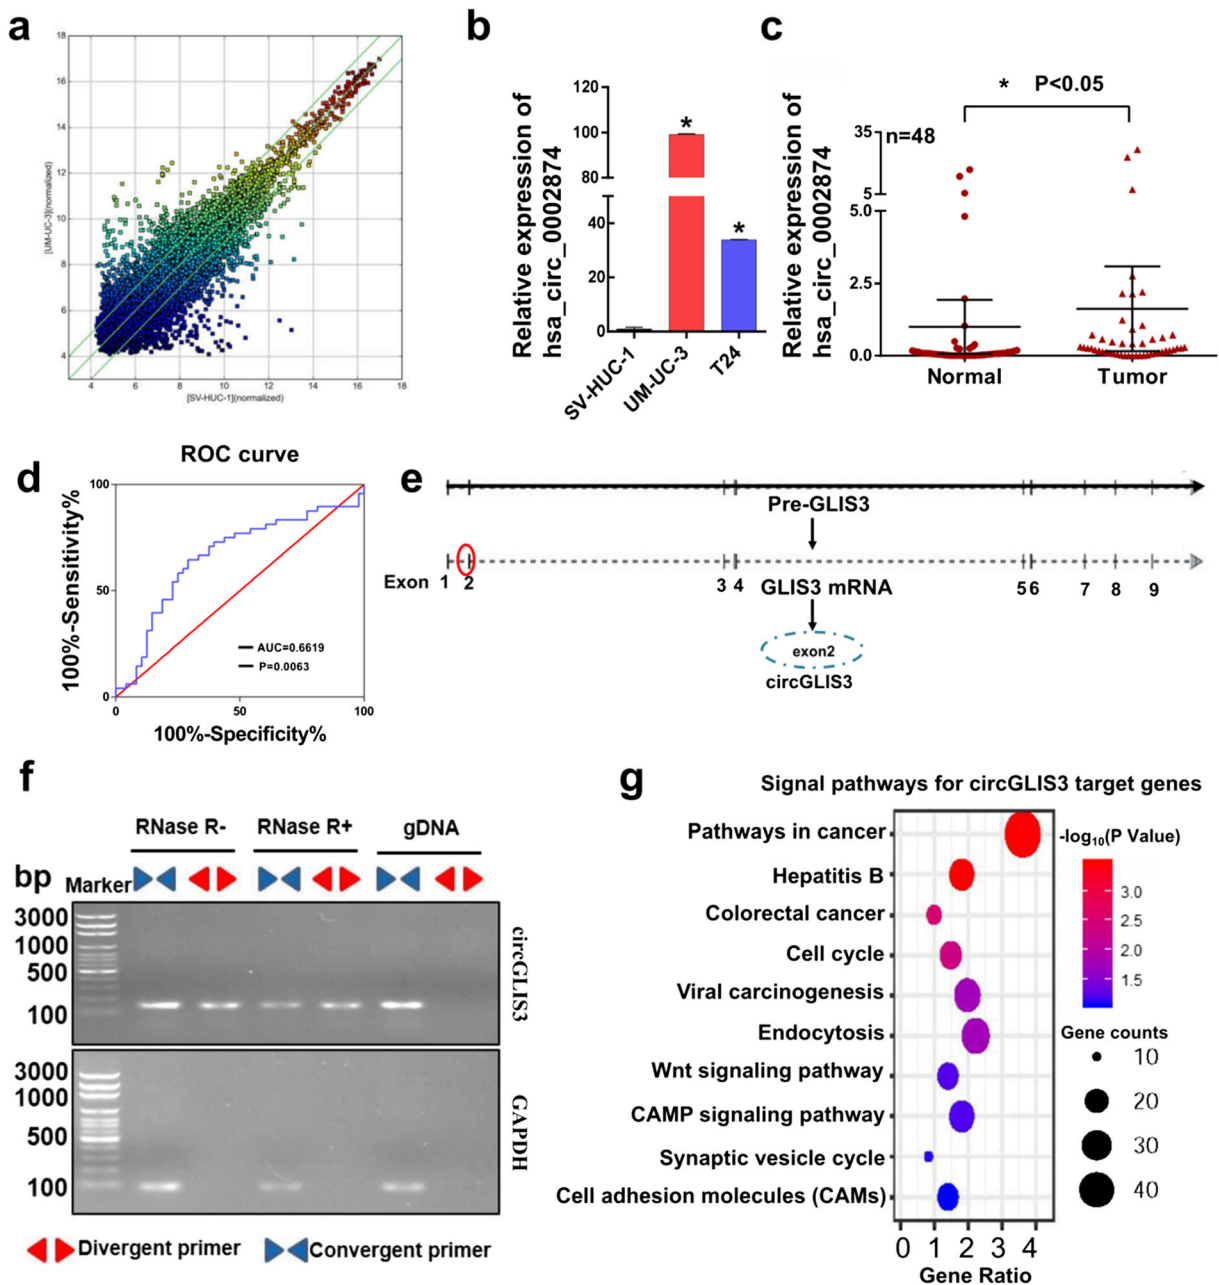 a
18
16
14
12
10
8
6
4
[UM-UC-3](normalized)
4 6 8 10 12 14 16 18
[SV-HUC-1](normalized)
b
Relative expression of
hsa_circ_0002874
120
100
80
60
40
20
0
SV-HUC-1
UM-UC-3
T24
*
*
c
* P<0.05
Relative expression of
hsa_circ_0002874
n=48
35
5
5.0
2.5
0.0
Normal Tumor
d
ROC curve
100%-Sensitivity%
100
50
0
AUC=0.6619
P=0.0063
0 50 100
100%-Specificity%
e
Pre-GLIS3
Exon 1 2 3 4 5 6 7 8 9
GLIS3 mRNA
exon2
circGLIS3
f
RNase R- RNase R+ gDNA
bp Marker
3000
1000
500
100
circGLIS3
3000
1000
500
100
GAPDH
Divergent primer Convergent primer
g
Signal pathways for circGLIS3 target genes
Pathways in cancer
Hepatitis B
Colorectal cancer
Cell cycle
Viral carcinogenesis
Endocytosis
Wnt signaling pathway
CAMP signaling pathway
Synaptic vesicle cycle
Cell adhesion molecules (CAMs)
0 1 2 3 4
Gene Ratio
-log10(P Value)
3.0
2.5
2.0
1.5
Gene counts
10
20
30
40